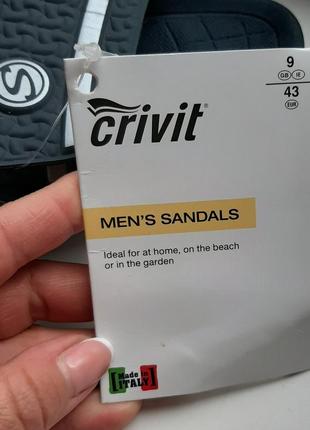 crivit
9
GB IE
43
EUR
MEN'S SANDALS
Ideal for at home, on the beach
or in the garden
Made in
ITALY
S